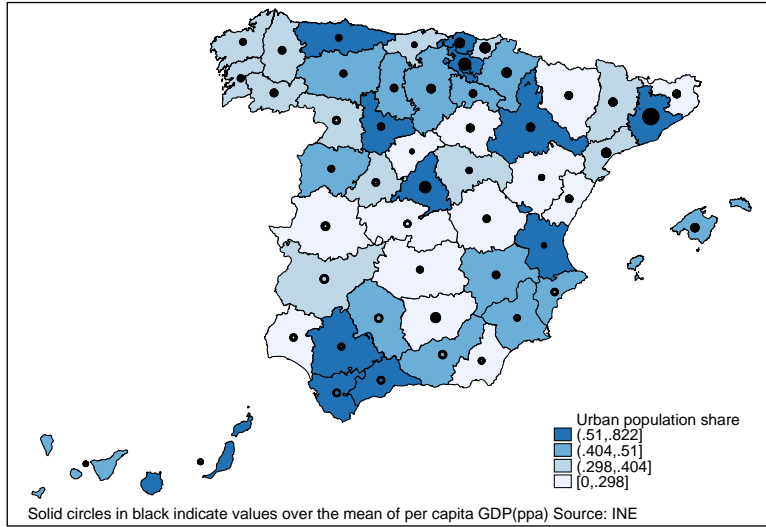 Urban population share
(.51,.822]
(.404,.51]
(.298,.404]
[0,.298]
Solid circles in black indicate values over the mean of per capita GDP(ppa) Source: INE